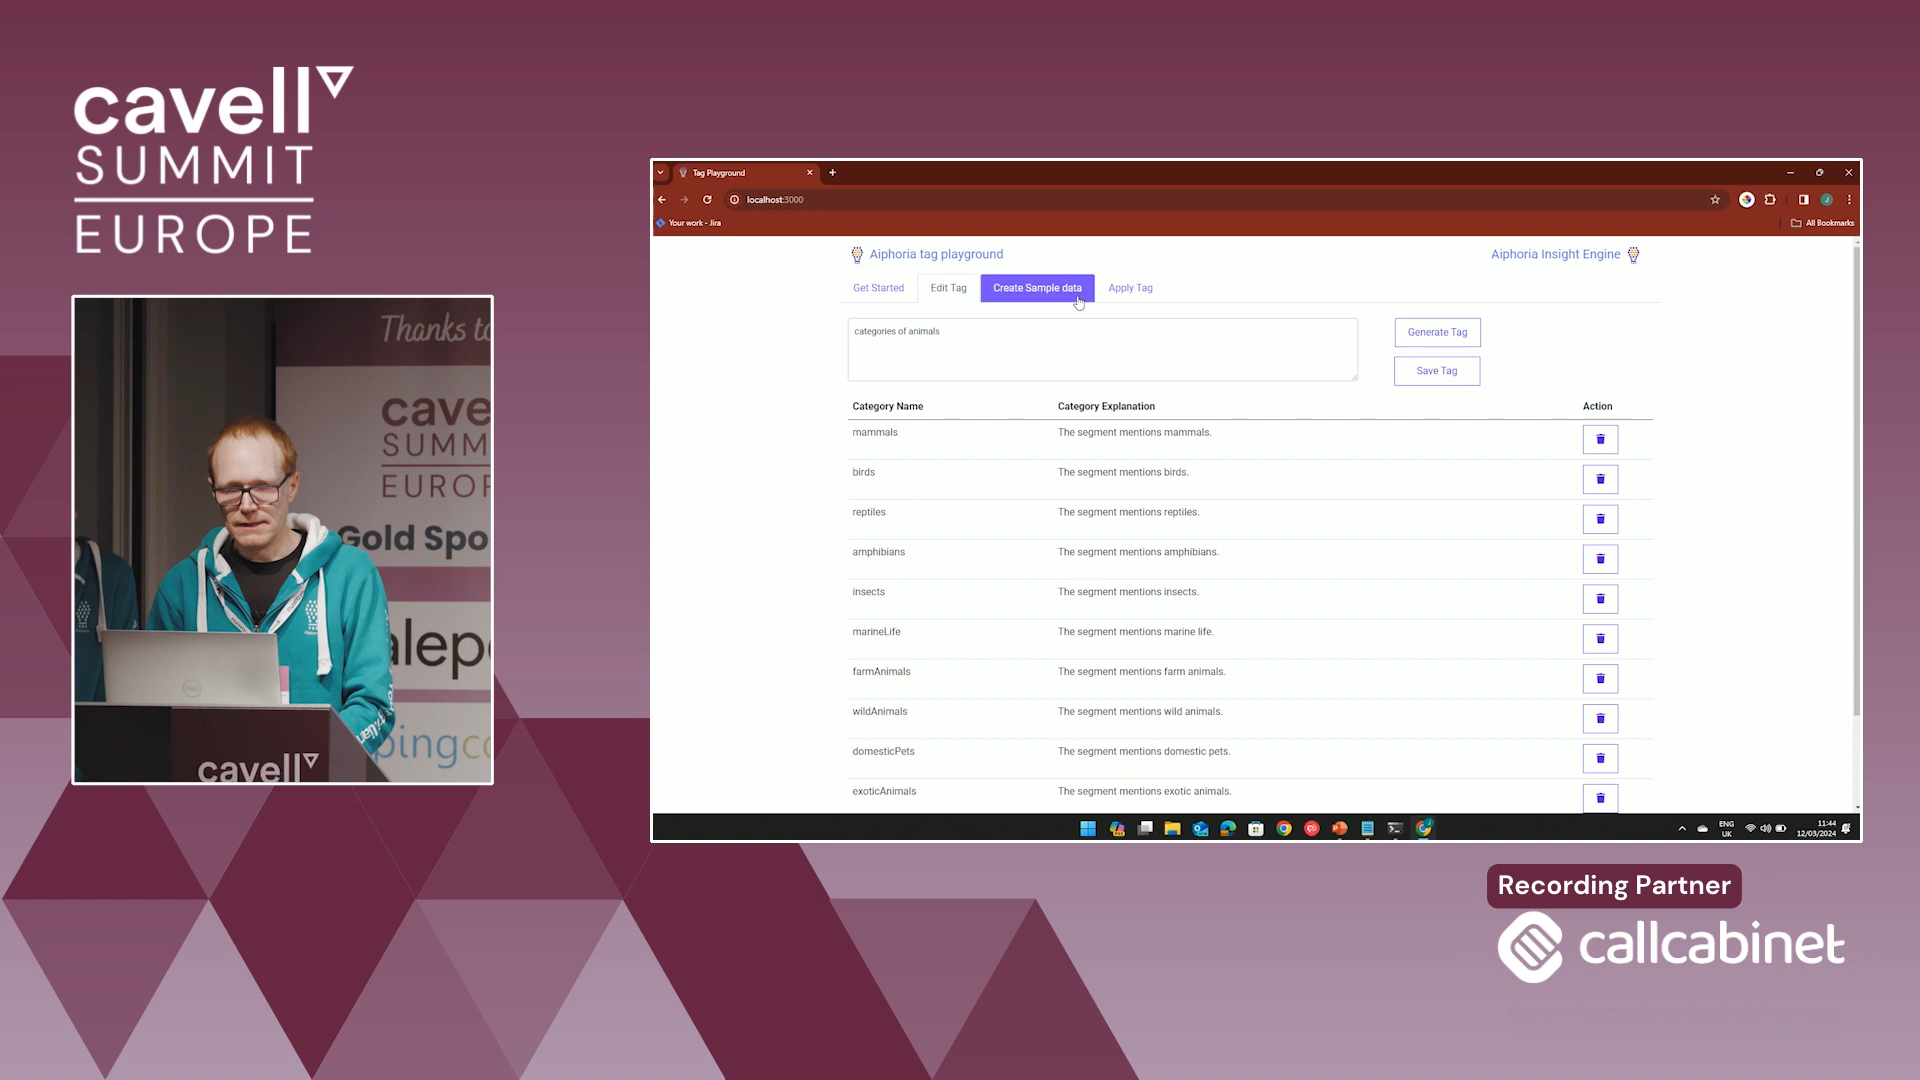 cavell
SUMMIT
EUROPE
Thanks to
cave
SUMM
EUROP
Gold Spo
alep
pingc
cavell
Tag Playground
localhost:3000
Your work - Jira
All Bookmarks
Aiphoria tag playground
Aiphoria Insight Engine
Get Started
Edit Tag
Create Sample data
Apply Tag
categories of animals
Generate Tag
Save Tag
Category Name Category Explanation Action
mammals The segment mentions mammals.
birds The segment mentions birds.
reptiles The segment mentions reptiles.
amphibians The segment mentions amphibians.
insects The segment mentions insects.
marineLife The segment mentions marine life.
farmAnimals The segment mentions farm animals.
wildAnimals The segment mentions wild animals.
domesticPets The segment mentions domestic pets.
exoticAnimals The segment mentions exotic animals.
ENG
UK
11:44
12/03/2024
Recording Partner
callcabinet